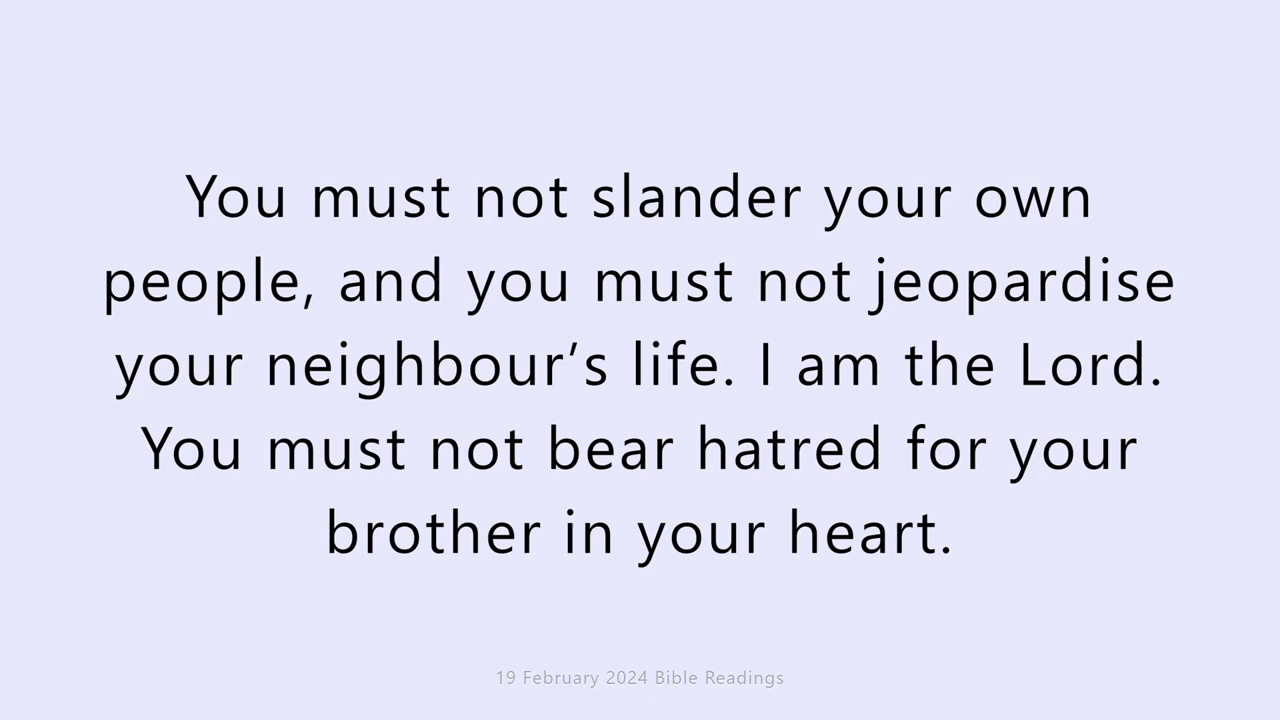 You must not slander your own
people, and you must not jeopardise
your neighbour’s life. I am the Lord.
You must not bear hatred for your
brother in your heart.
19 February 2024 Bible Readings